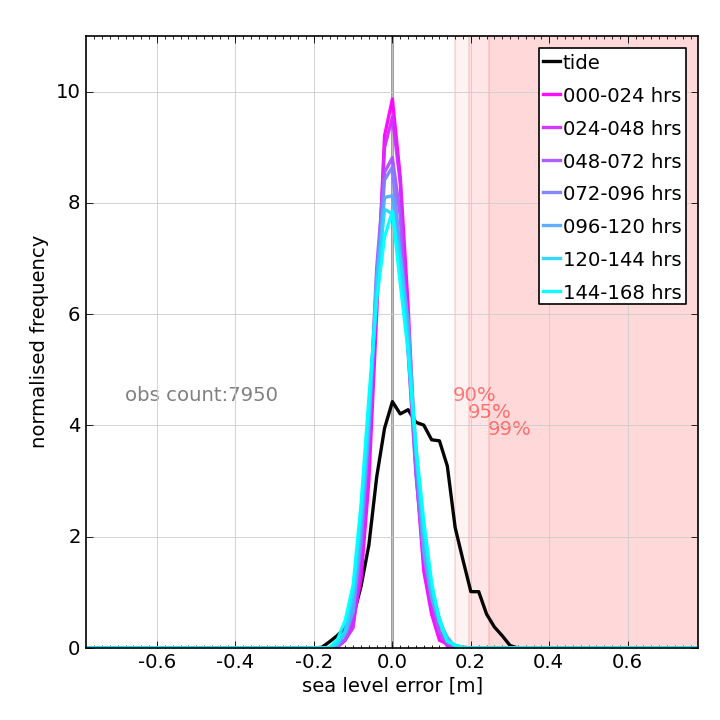 tide
000-024 hrs
024-048 hrs
048-072 hrs
072-096 hrs
096-120 hrs
120-144 hrs
144-168 hrs
10
8
6
4
2
0
normalised frequency
obs count:7950
90%
95%
99%
-0.6
-0.4
-0.2
0.0
0.2
0.4
0.6
sea level error [m]